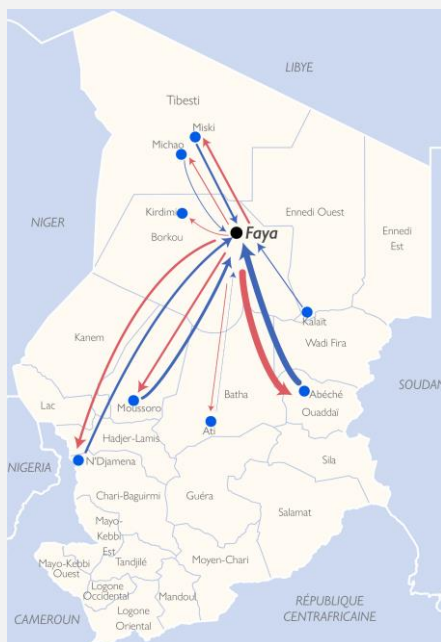 LIBYE
Tibesti
Miski
Michao
Kirdimi
Borkou
Faya
Ennedi Ouest
Ennedi
Est
NIGER
Kalaït
Kanem
Wadi Fira
Lac
Moussoro
Batha
Abéché
Ouaddaï
SOUDAN
Hadjer-Lamis
Ati
NIGERIA
N'Djamena
Sila
Chari-Baguirmi
Guéra
Salamat
Mayo-
Kebbi
Est
Mayo-Kebbi
Ouest
Tandjilé
Moyen-Chari
Logone
Occidental
Mandoul
Logone
Oriental
CAMEROUN
RÉPUBLIQUE
CENTRAFRICAINE